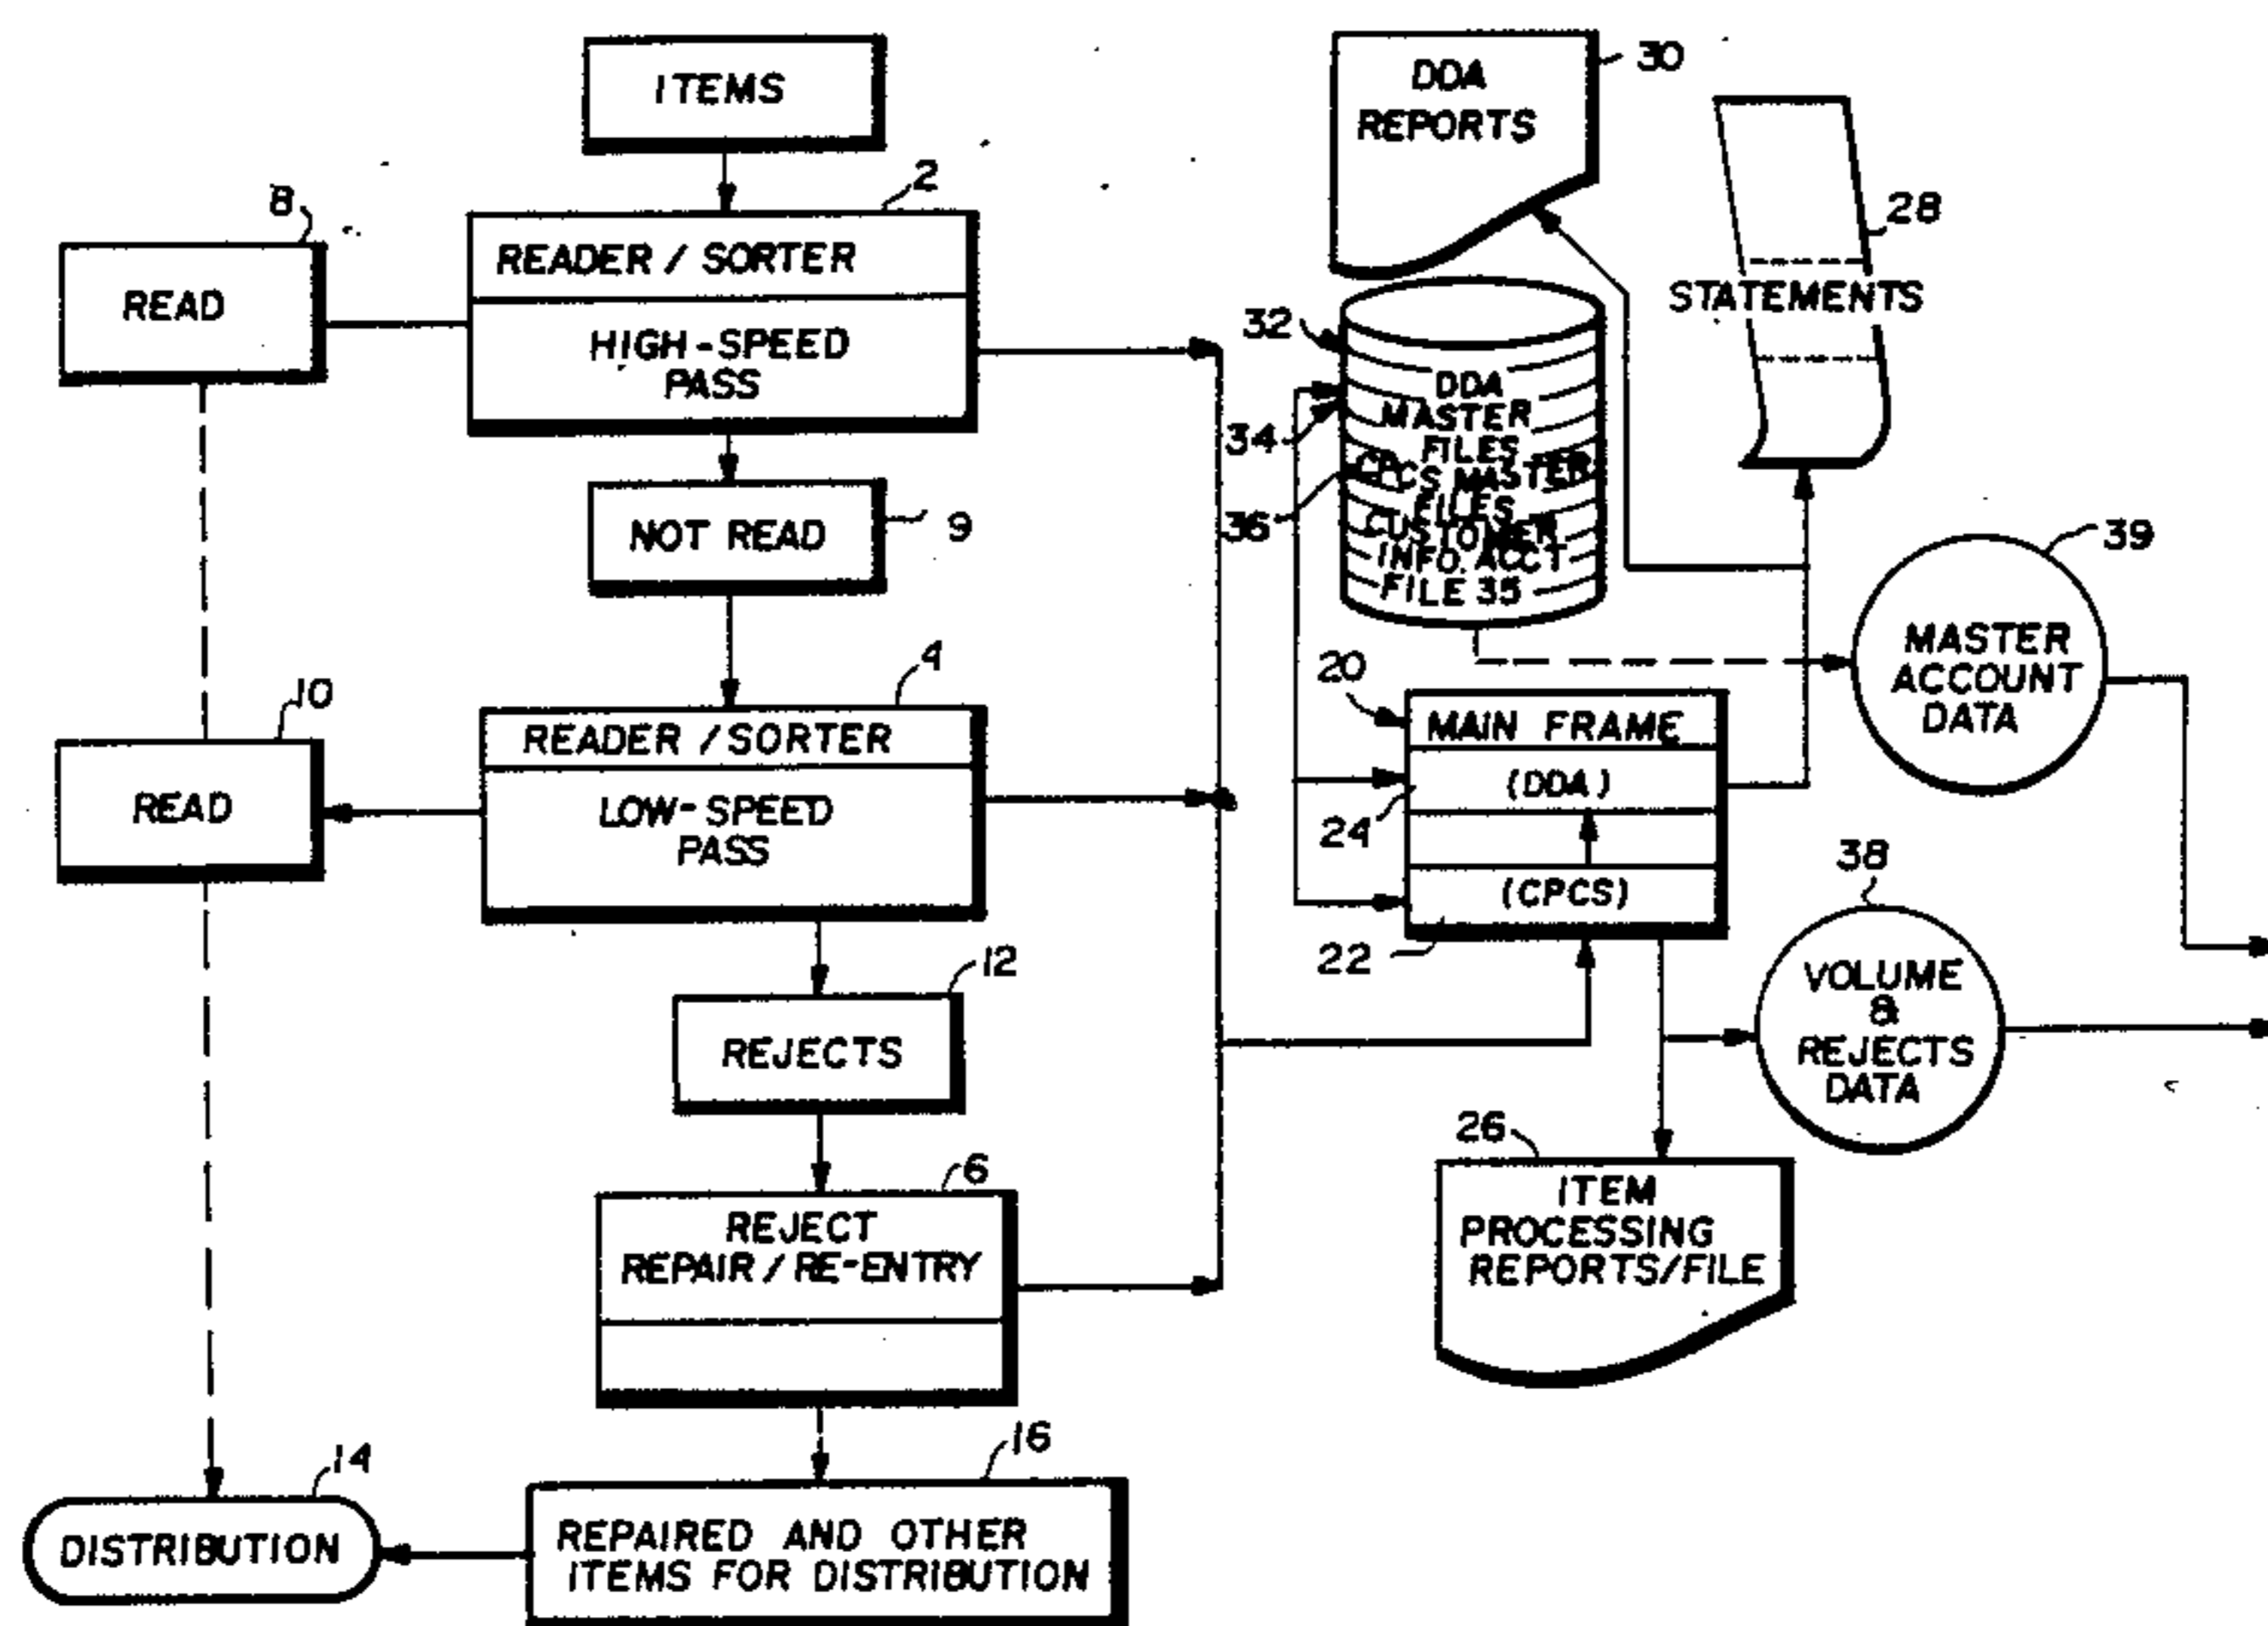 ITEMS
2
8
READER / SORTER
READ
HIGH-SPEED
PASS
NOT READ
9
4
10
READER / SORTER
READ
LOW-SPEED
PASS
12
REJECTS
6
REJECT
REPAIR / RE-ENTRY
16
14
DISTRIBUTION
REPAIRED AND OTHER
ITEMS FOR DISTRIBUTION
DDA
REPORTS
30
28
STATEMENTS
32
34
36
DDA
MASTER
FILES
CPCS MASTER
FILES
CUSTOMER
INFO. ACCT
FILE 35
39
MASTER
ACCOUNT
DATA
20
MAIN FRAME
(DDA)
24
(CPCS)
22
38
VOLUME
&
REJECTS
DATA
26
ITEM
PROCESSING
REPORTS/FILE